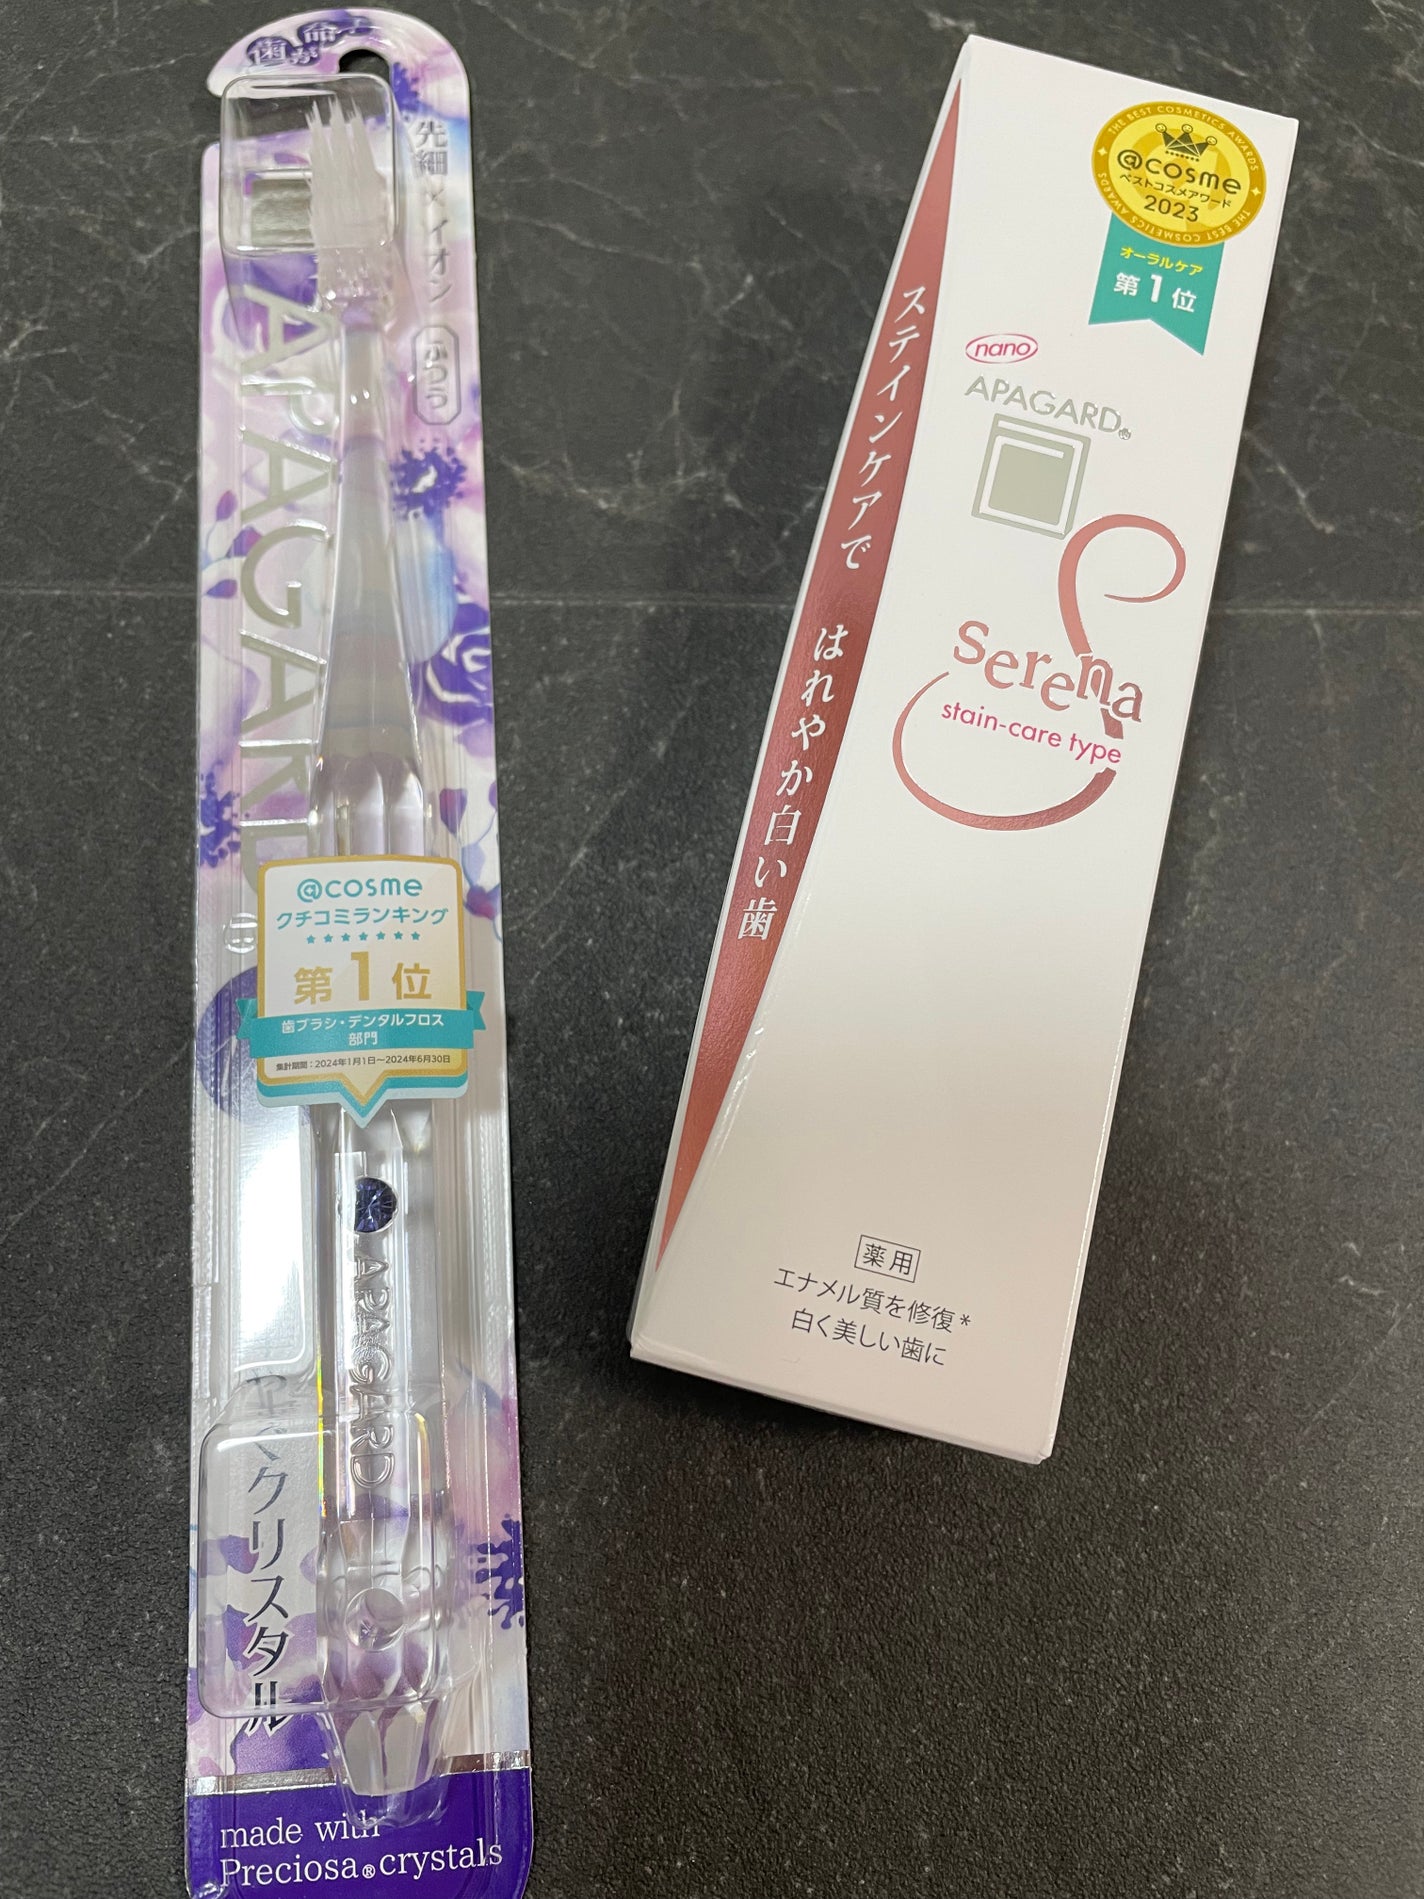 歯が命
先細×イオン
ふつう
APAGARD
@cosme
クチコミランキング
第1位
歯ブラシ・デンタルフロス
部門
集計期間：2024年1月1日～2024年6月30日
APAGARD
クリスタル
made with
Preciosa® crystals
THE BEST COSMETICS AWARDS
@cosme
ベストコスメアワード
2023
THE BEST COSMETICS AWARDS
オーラルケア
第1位
nano
APAGARD®
Serena
stain-care type
ステインケアで はれやか白い歯
薬用
エナメル質を修復*
白く美しい歯に